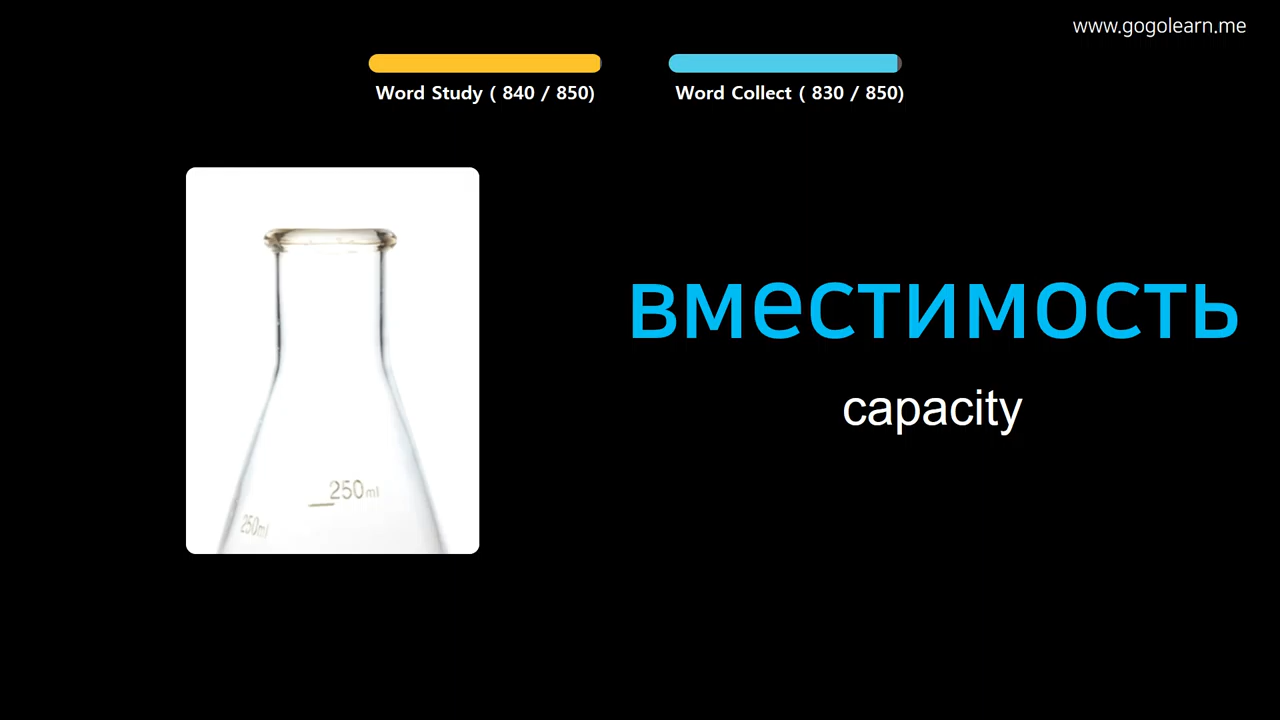 www.gogolearn.me
Word Study ( 840 / 850)
Word Collect ( 830 / 850)
вместимость
capacity
250ml
250ml